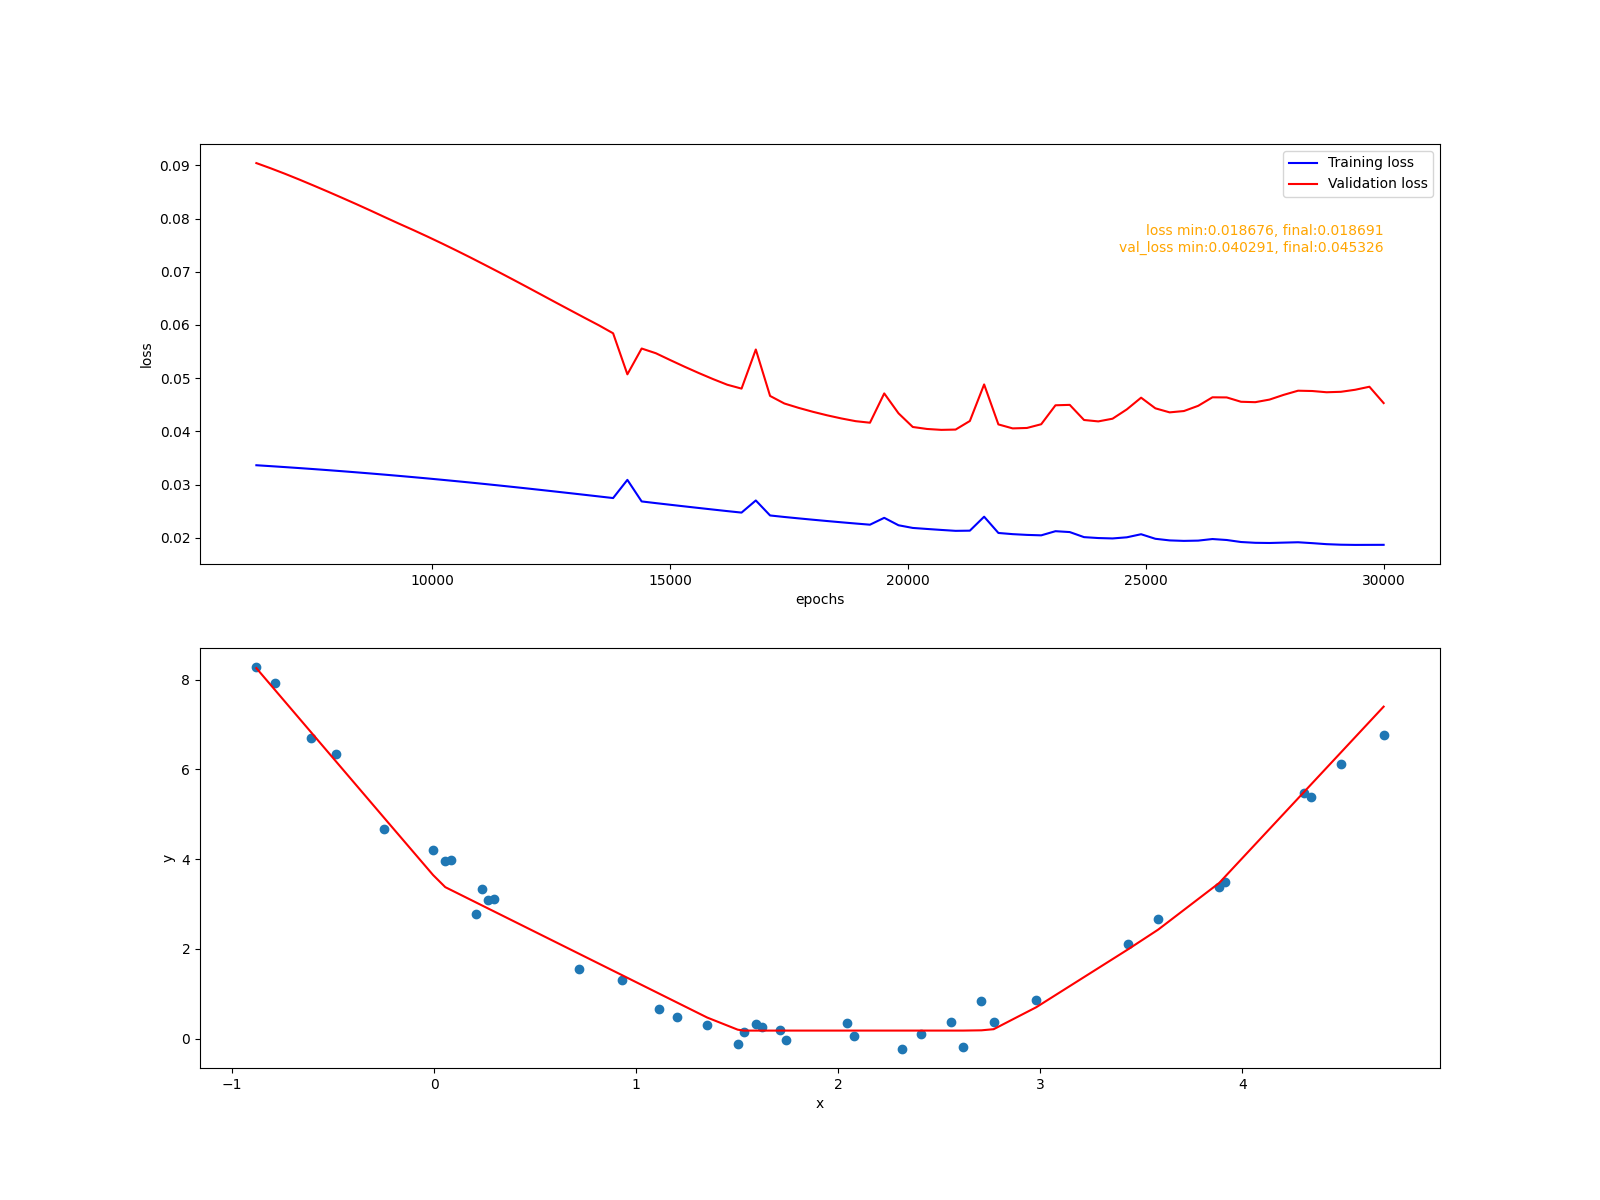 0.09
0.08
0.07
0.06
0.05
0.04
0.03
0.02
loss
Training loss
Validation loss
loss min:0.018676, final:0.018691
val_loss min:0.040291, final:0.045326
10000 15000 20000 25000 30000
epochs
8
6
4
2
0
y
−1 0 1 2 3 4
x